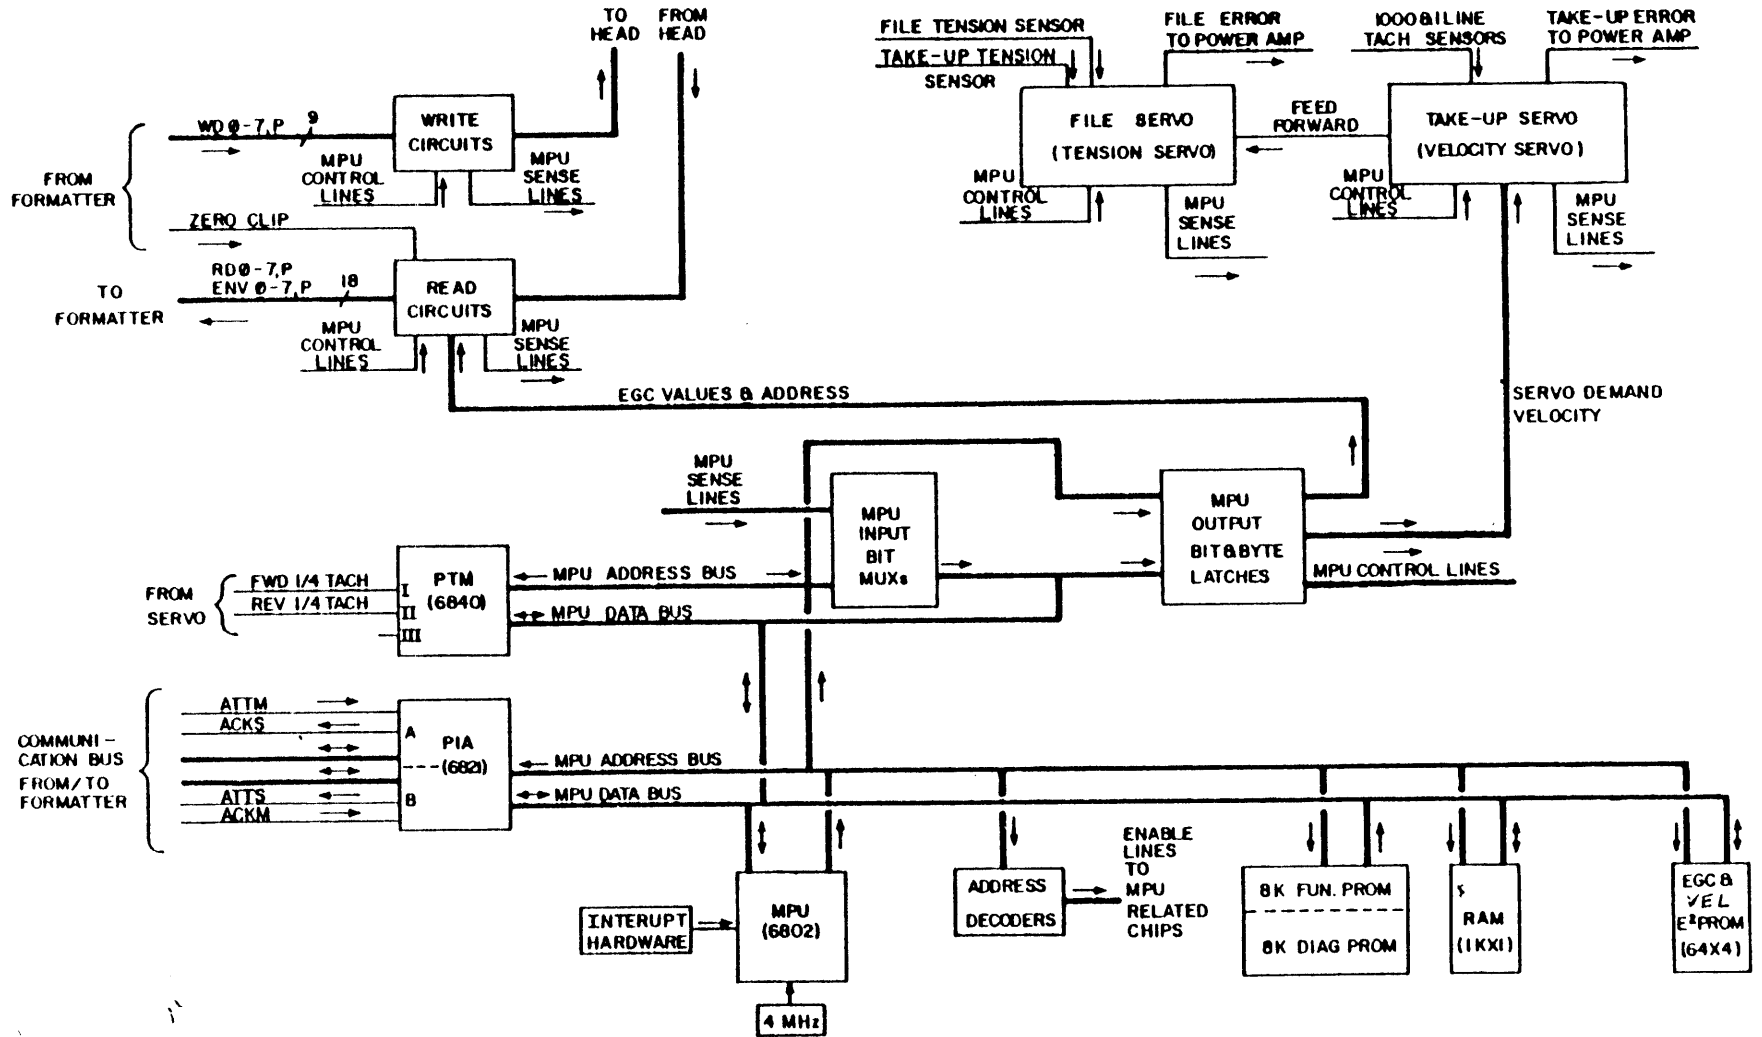 TO HEAD
FROM HEAD
FILE TENSION SENSOR
TAKE-UP TENSION SENSOR
FILE ERROR TO POWER AMP
1000 & 1 LINE TACH SENSORS
TAKE-UP ERROR TO POWER AMP
FROM FORMATTER
WD 0-7,P
9
WRITE CIRCUITS
MPU CONTROL LINES
MPU SENSE LINES
ZERO CLIP
FILE SERVO
(TENSION SERVO)
FEED FORWARD
TAKE-UP SERVO
(VELOCITY SERVO)
MPU CONTROL LINES
MPU SENSE LINES
MPU CONTROL LINES
MPU SENSE LINES
TO FORMATTER
RD 0-7,P
ENV 0-7,P
18
READ CIRCUITS
MPU CONTROL LINES
MPU SENSE LINES
EGC VALUES & ADDRESS
SERVO DEMAND VELOCITY
MPU SENSE LINES
MPU INPUT BIT MUXs
MPU OUTPUT BIT & BYTE LATCHES
MPU CONTROL LINES
FROM SERVO
FWD 1/4 TACH
REV 1/4 TACH
I
II
III
PTM (6840)
MPU ADDRESS BUS
MPU DATA BUS
COMMUNI-
CATION BUS
FROM/TO
FORMATTER
ATTM
ACKS
ATTS
ACKM
A
B
PIA
(6821)
MPU ADDRESS BUS
MPU DATA BUS
INTERUPT HARDWARE
MPU (6802)
4 MHz
ADDRESS DECODERS
ENABLE LINES TO MPU RELATED CHIPS
8K FUN. PROM
8K DIAG PROM
RAM (1KX1)
EGC & VEL E²PROM (64X4)